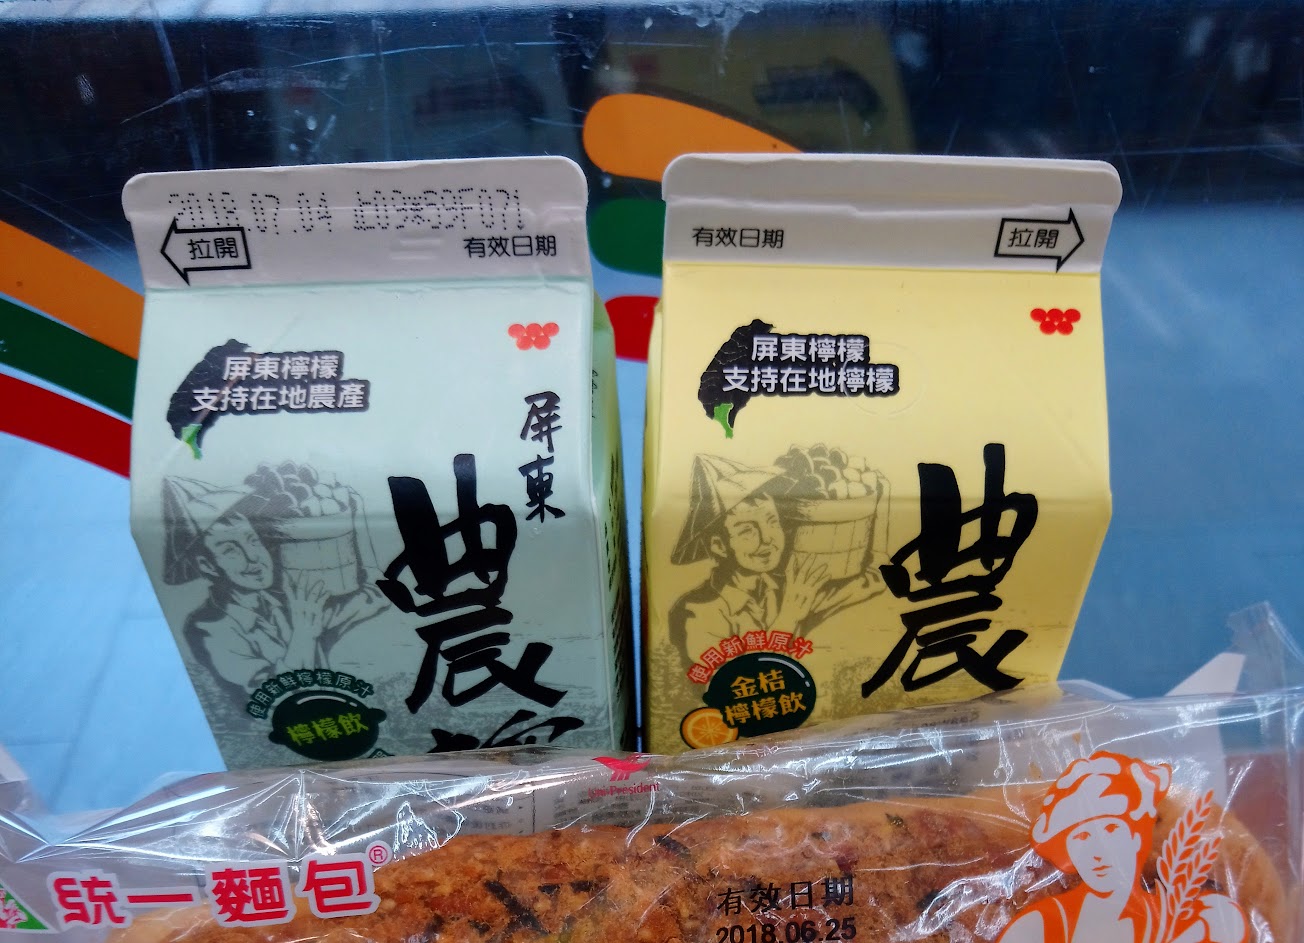 2018.07.04
拉開
有效日期
屏東檸檬
支持在地農產
屏東
農
使用新鮮檸檬原汁
檸檬飲
有效日期
拉開
屏東檸檬
支持在地檸檬
農
使用新鮮原汁
金桔
檸檬飲
Uni-President
統一麵包®
有效日期
2018.06.25